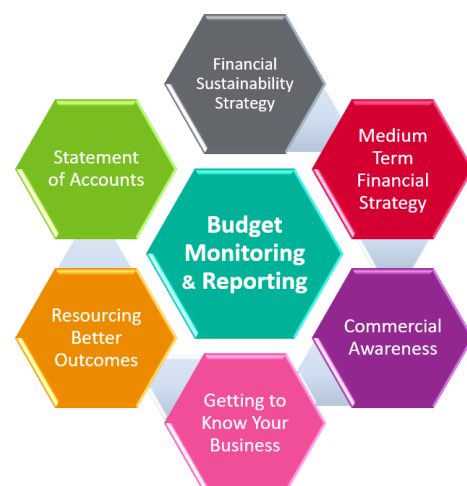 Financial
Sustainability
Strategy
Medium
Term
Financial
Strategy
Statement
of Accounts
Budget
Monitoring
& Reporting
Commercial
Awareness
Resourcing
Better
Outcomes
Getting to
Know Your
Business